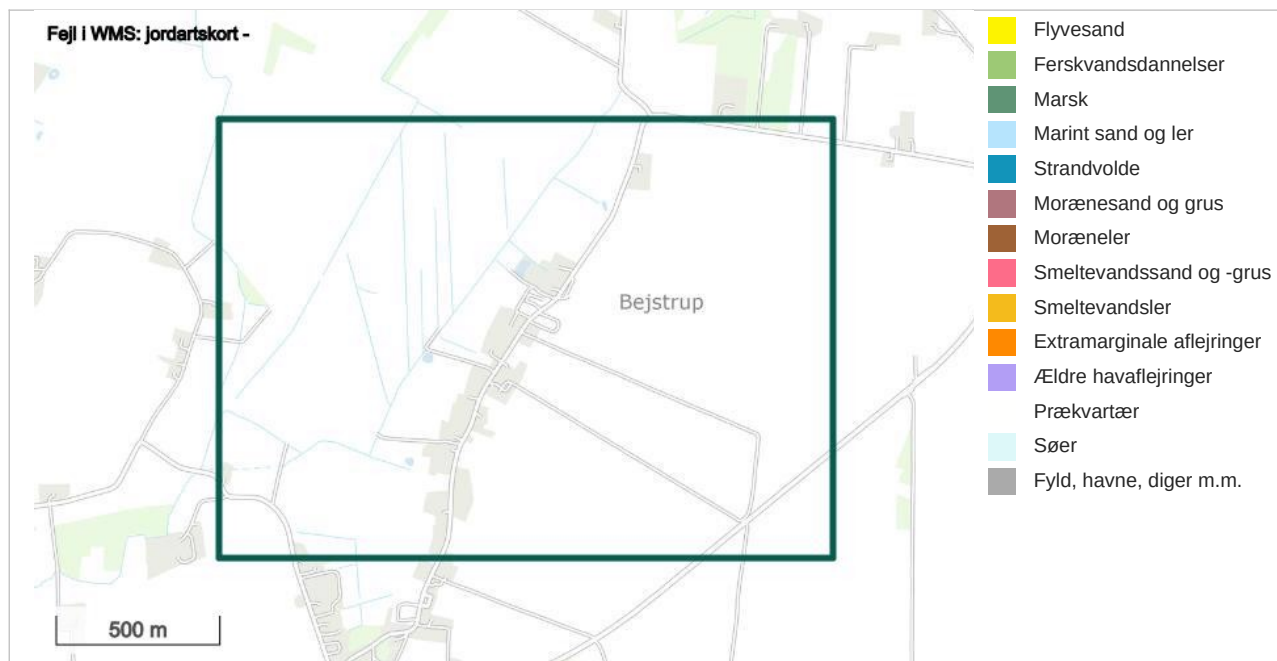 Fejl i WMS: jordartskort -
Bejstrup
500 m
Flyvesand
Ferskvandsdannelser
Marsk
Marint sand og ler
Strandvolde
Morænesand og grus
Moræneler
Smeltevandssand og -grus
Smeltevandsler
Extramarginale aflejringer
Ældre havaflejringer
Prækvartær
Søer
Fyld, havne, diger m.m.